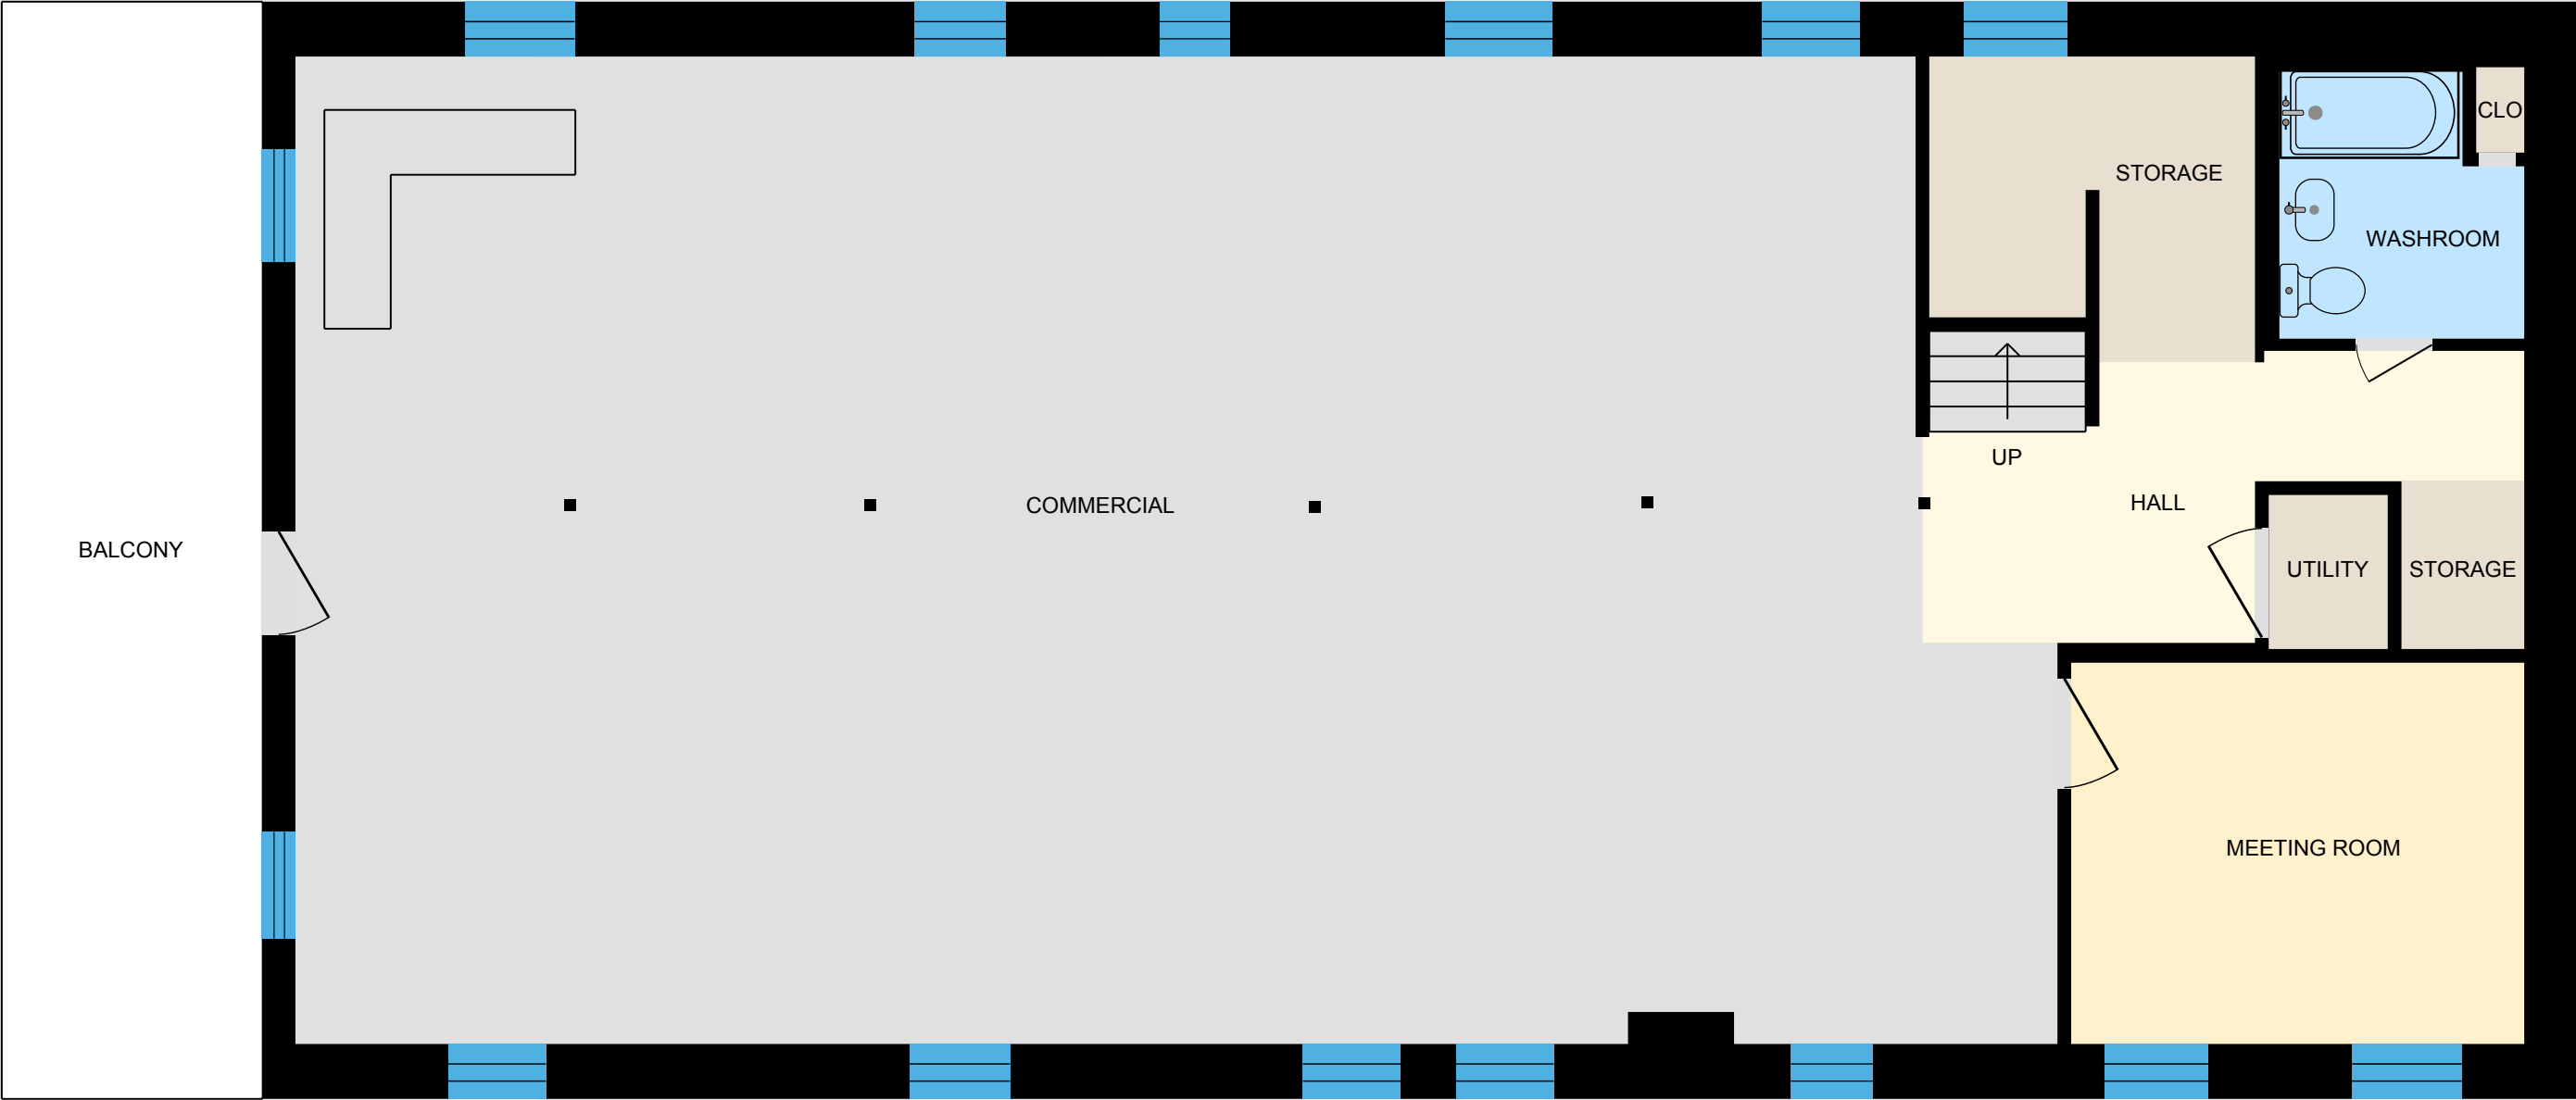 CLO
STORAGE
WASHROOM
UP
HALL
COMMERCIAL
BALCONY
UTILITY
STORAGE
MEETING ROOM